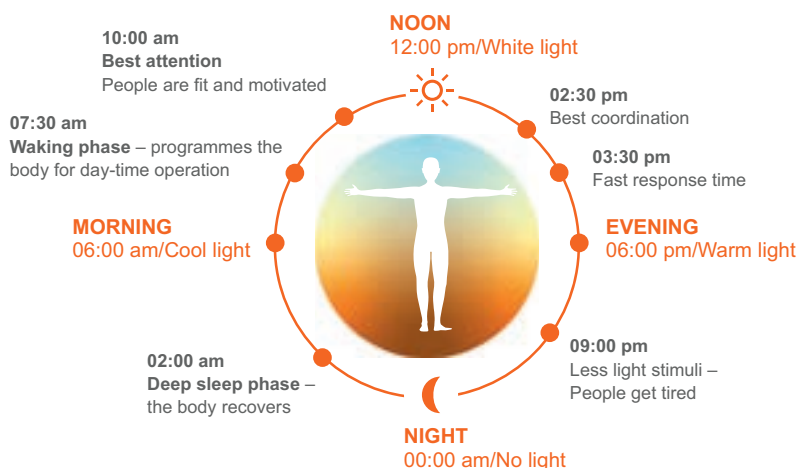 NOON
12:00 pm/White light
10:00 am
Best attention
People are fit and motivated
02:30 pm
Best coordination
07:30 am
Waking phase – programmes the
body for day-time operation
03:30 pm
Fast response time
MORNING
06:00 am/Cool light
EVENING
06:00 pm/Warm light
02:00 am
Deep sleep phase –
the body recovers
09:00 pm
Less light stimuli –
People get tired
NIGHT
00:00 am/No light